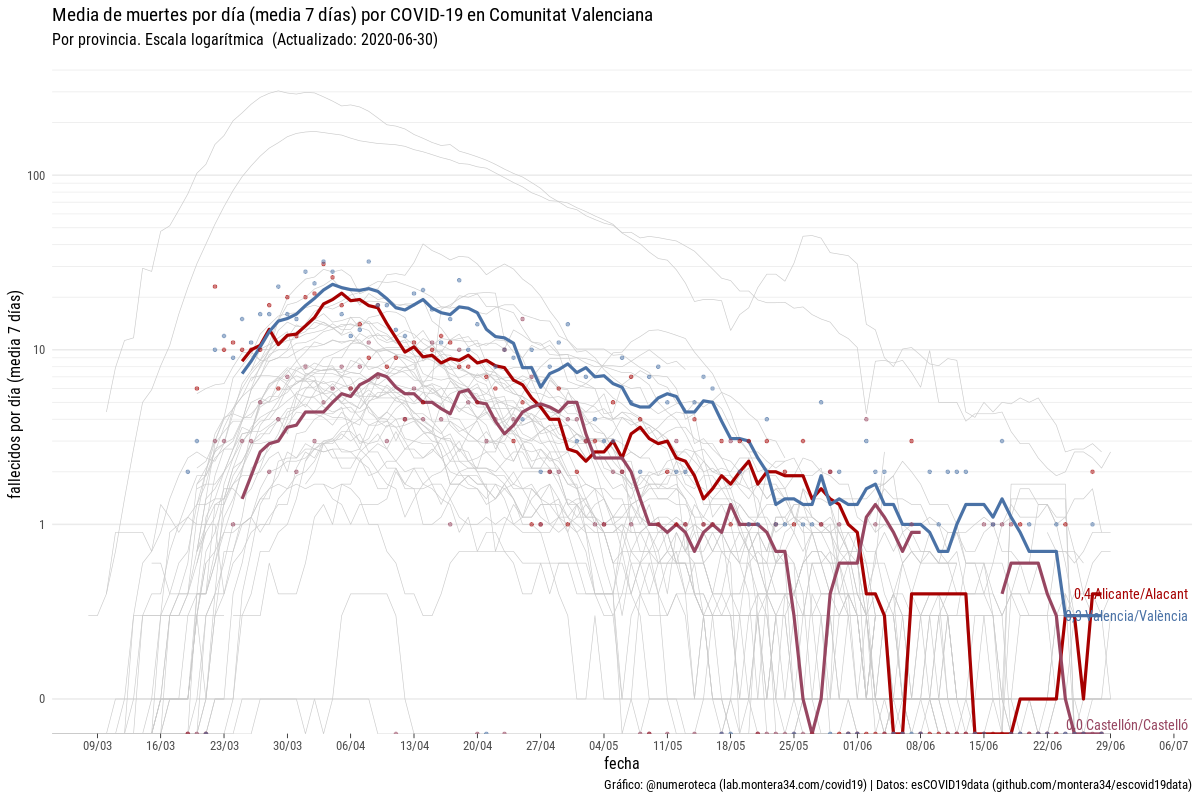 Media de muertes por día (media 7 días) por COVID-19 en Comunitat Valenciana
Por provincia. Escala logarítmica (Actualizado: 2020-06-30)
fallecidos por día (media 7 días)
100
10
1
0
0,4 Alicante/Alacant
0,3 Valencia/València
0,0 Castellón/Castelló
09/03 16/03 23/03 30/03 06/04 13/04 20/04 27/04 04/05 11/05 18/05 25/05 01/06 08/06 15/06 22/06 29/06 06/07
fecha
Gráfico: @numeroteca (lab.montera34.com/covid19) | Datos: esCOVID19data (github.com/montera34/escovid19data)